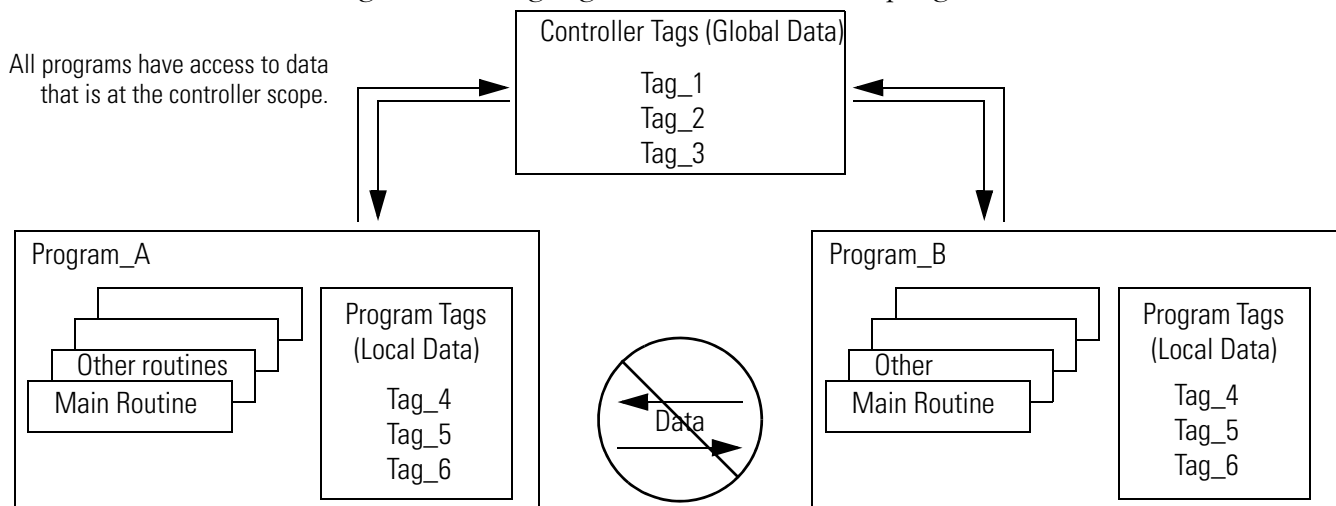 Controller Tags (Global Data)
All programs have access to data
that is at the controller scope.
Tag_1
Tag_2
Tag_3
Program_A
Other routines
Main Routine
Program Tags
(Local Data)
Tag_4
Tag_5
Tag_6
Data
Program_B
Other
Main Routine
Program Tags
(Local Data)
Tag_4
Tag_5
Tag_6